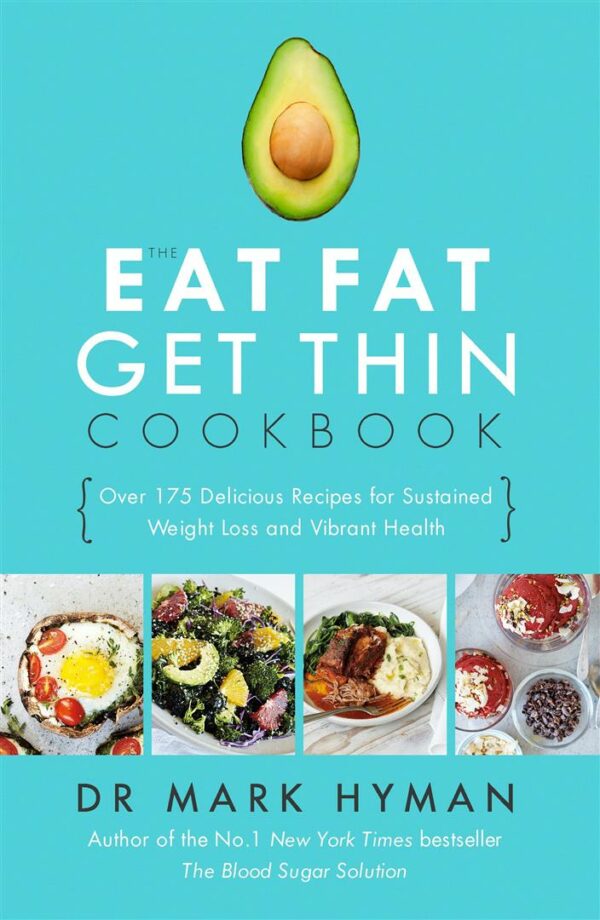 THE
EAT FAT
GET THIN
COOKBOOK
{ Over 175 Delicious Recipes for Sustained
Weight Loss and Vibrant Health }
DR MARK HYMAN
Author of the No.1 New York Times bestseller
The Blood Sugar Solution